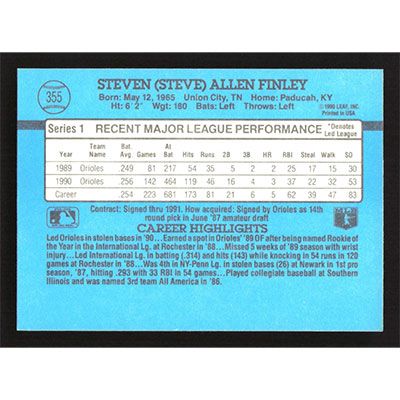 355
STEVEN (STEVE) ALLEN FINLEY
Born: May 12, 1965 Union City, TN Home: Paducah, KY
Ht: 6'2" Wgt: 180 Bats: Left Throws: Left
© 1990 LEAF, INC.
Printed in USA
Series 1 RECENT MAJOR LEAGUE PERFORMANCE *Denotes Led League
Year Team Name Bat. Avg. Games At Bat Hits Runs 2B 3B HR RBI Steal Walk SO
1989 Orioles .249 81 217 54 35 5 2 2 25 17 15 30
1990 Orioles .256 142 464 119 46 16 4 3 37 22 32 53
Career .254 223 681 173 81 21 6 5 62 39 47 83
Contract: Signed thru 1991. How acquired: Signed by Orioles as 14th
round pick in June '87 amateur draft
CAREER HIGHLIGHTS
Led Orioles in stolen bases in '90... Earned a spot in Orioles' '89 OF after being named Rookie of
the Year in the International Lg. at Rochester in '88... Missed 5 weeks of '89 season with wrist
injury... Led International Lg. in batting (.314) and hits (143) while knocking in 54 runs in 120
games at Rochester in '88... Was 4th in NY-Penn Lg. in stolen bases (26) at Newark in 1st pro
season, in '87, hitting .293 with 33 RBI in 54 games... Played collegiate baseball at Southern
Illinois and was named 3rd team All America in '86.